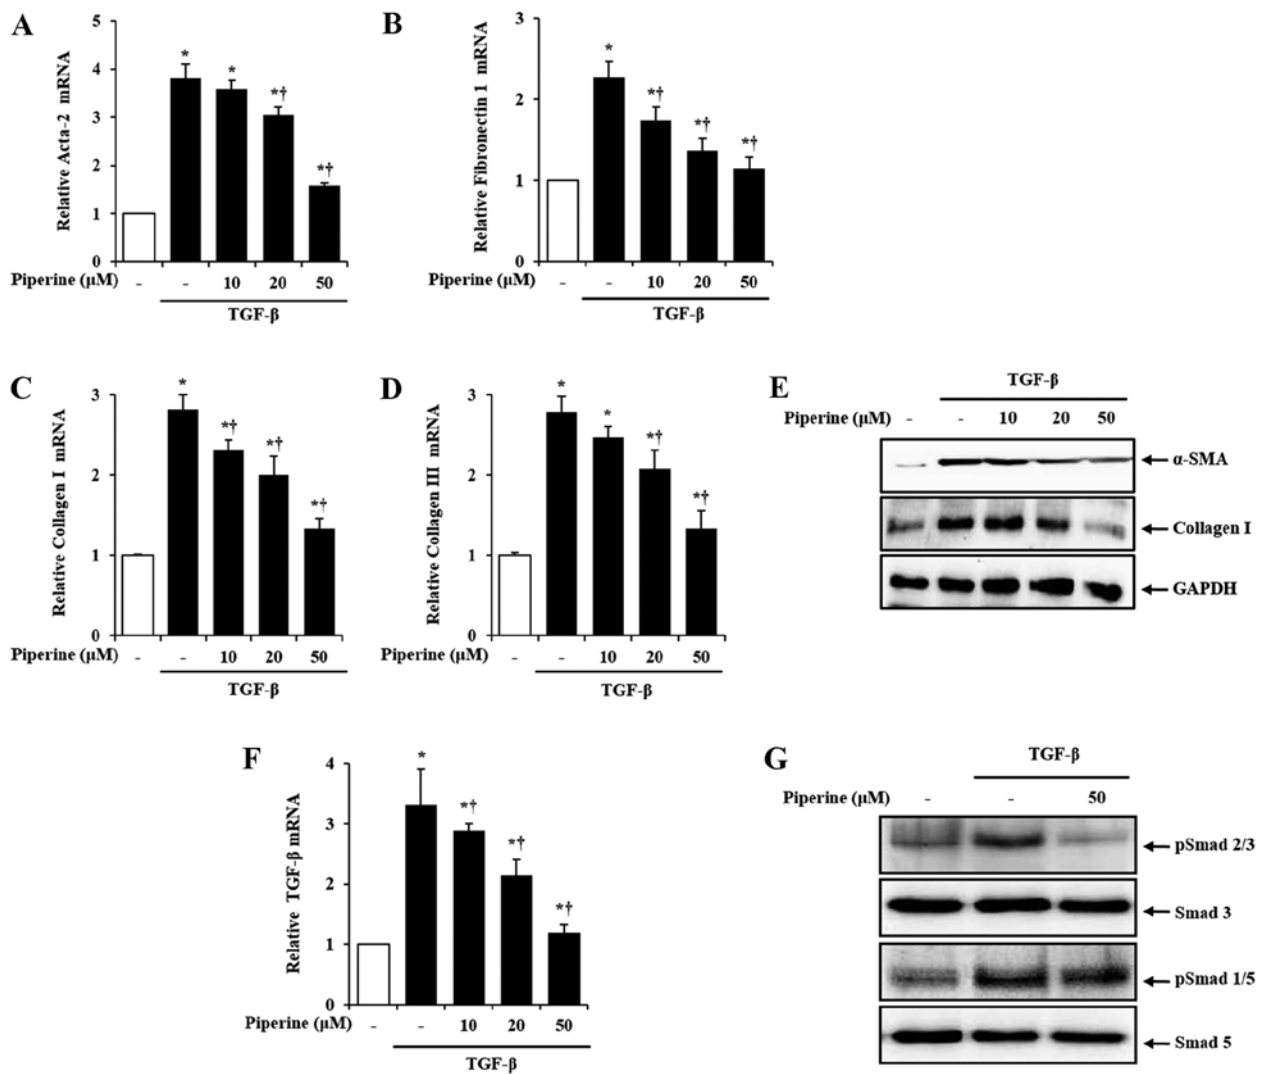 A
Relative Acta-2 mRNA
5
4
3
2
1
0
*
*
*†
*†
Piperine (μM)
- - 10 20 50
TGF-β
B
Relative Fibronectin 1 mRNA
3
2
1
0
*
*†
*†
*†
Piperine (μM)
- - 10 20 50
TGF-β
C
Relative Collagen I mRNA
3
2
1
0
*
*†
*†
*†
Piperine (μM)
- - 10 20 50
TGF-β
D
Relative Collagen III mRNA
3
2
1
0
*
*
*†
*†
Piperine (μM)
- - 10 20 50
TGF-β
E
TGF-β
Piperine (μM) - - 10 20 50
α-SMA
Collagen I
GAPDH
F
Relative TGF-β mRNA
4
3
2
1
0
*
*†
*†
*†
Piperine (μM)
- - 10 20 50
TGF-β
G
TGF-β
Piperine (μM) - - 50
pSmad 2/3
Smad 3
pSmad 1/5
Smad 5